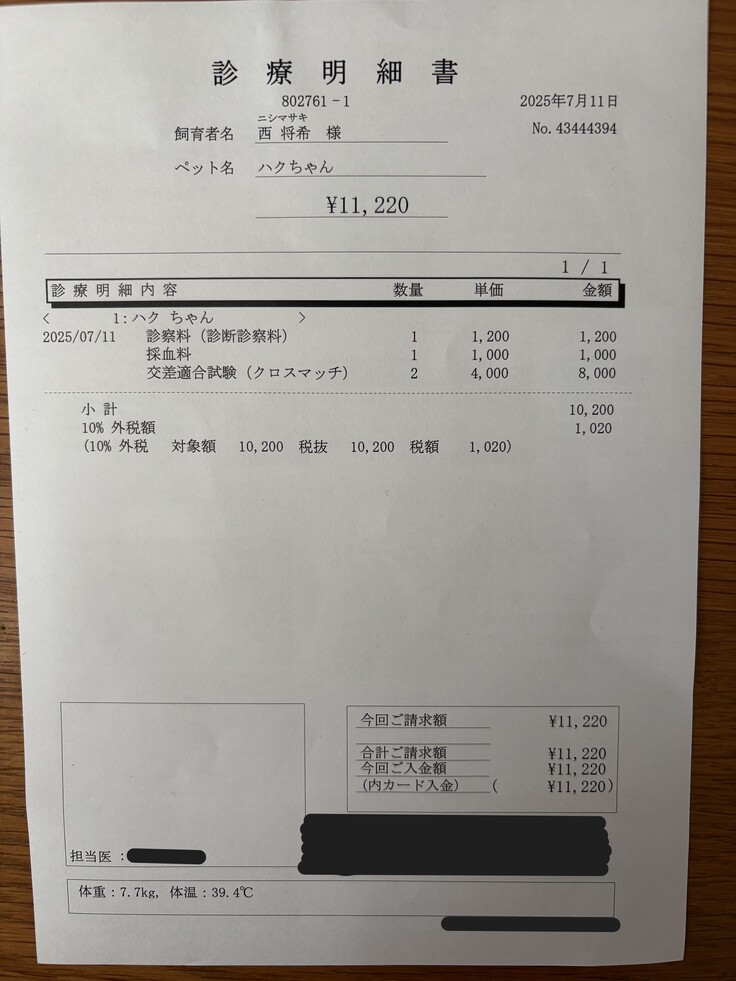 診療明細書
802761-1
2025年7月11日
ニシマサキ
飼育者名 西 将希 様
No.43444394
ペット名 ハクちゃん
¥11,220
1 / 1
診療明細内容 数量 単価 金額
< 1:ハク ちゃん >
2025/07/11 診察料(診断診察料) 1 1,200 1,200
採血料 1 1,000 1,000
交差適合試験(クロスマッチ) 2 4,000 8,000
小 計 10,200
10% 外税額 1,020
(10% 外税 対象額 10,200 税抜 10,200 税額 1,020)
今回ご請求額 ¥11,220
合計ご請求額 ¥11,220
今回ご入金額 ¥11,220
(内カード入金) ( ¥11,220)
担当医 :
体重:7.7kg, 体温:39.4℃